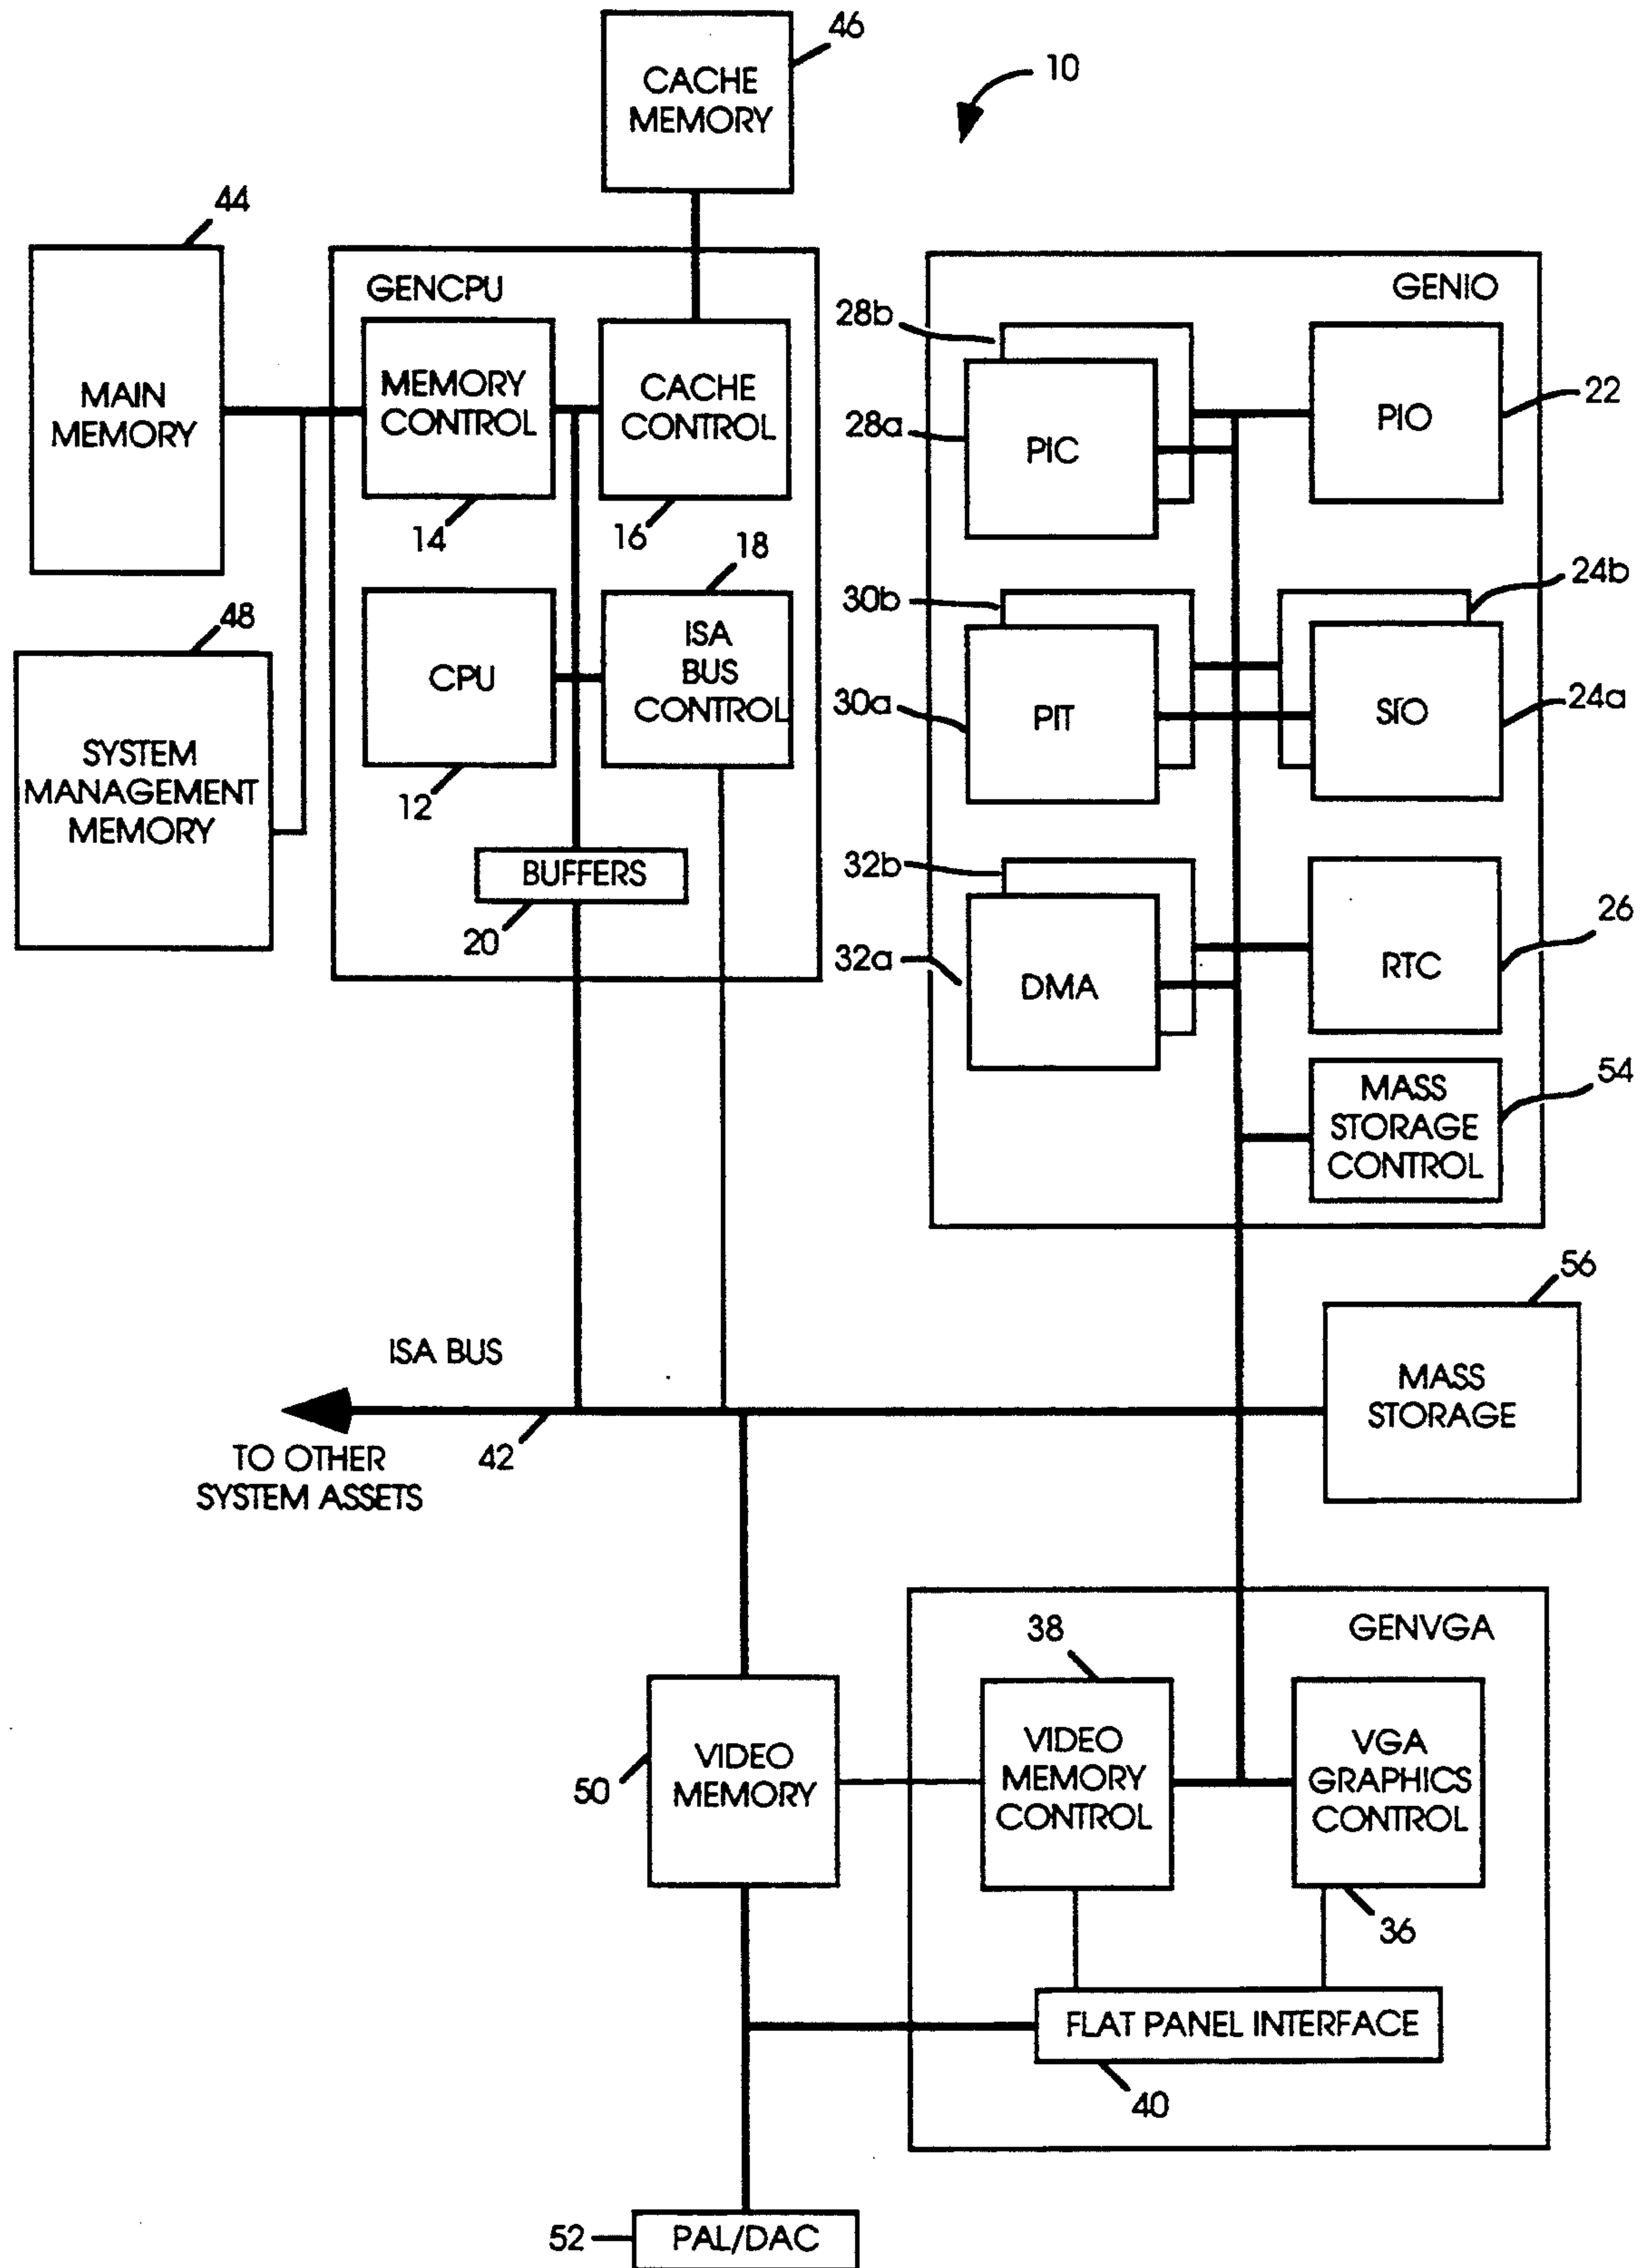 46
CACHE
MEMORY
10
44
MAIN
MEMORY
GENCPU
MEMORY
CONTROL
14
CACHE
CONTROL
16
18
48
SYSTEM
MANAGEMENT
MEMORY
CPU
12
ISA
BUS
CONTROL
BUFFERS
20
GENIO
28b
28a
PIC
PIO
22
30b
30a
PIT
24b
SIO
24a
32b
32a
DMA
RTC
26
MASS
STORAGE
CONTROL
54
56
MASS
STORAGE
ISA BUS
42
TO OTHER
SYSTEM ASSETS
GENVGA
50
VIDEO
MEMORY
38
VIDEO
MEMORY
CONTROL
VGA
GRAPHICS
CONTROL
36
FLAT PANEL INTERFACE
40
52
PAL/DAC